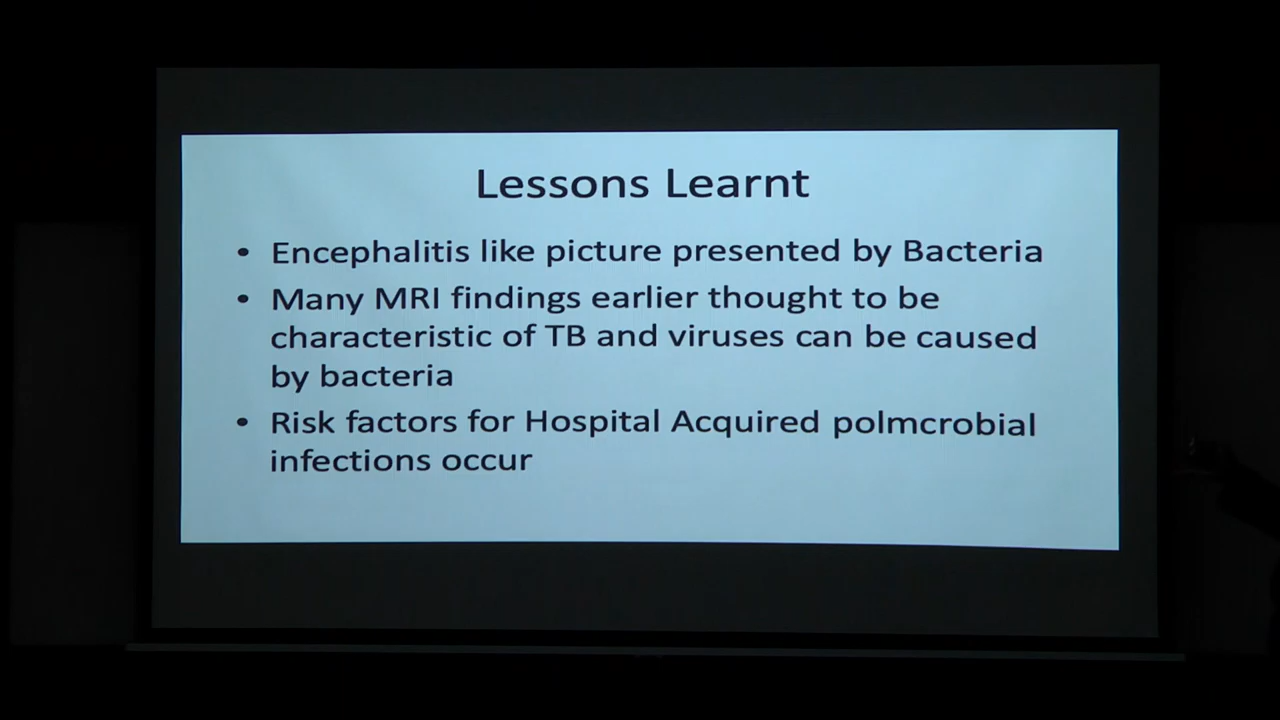 Lessons Learnt
• Encephalitis like picture presented by Bacteria
• Many MRI findings earlier thought to be
characteristic of TB and viruses can be caused
by bacteria
• Risk factors for Hospital Acquired polmcrobial
infections occur